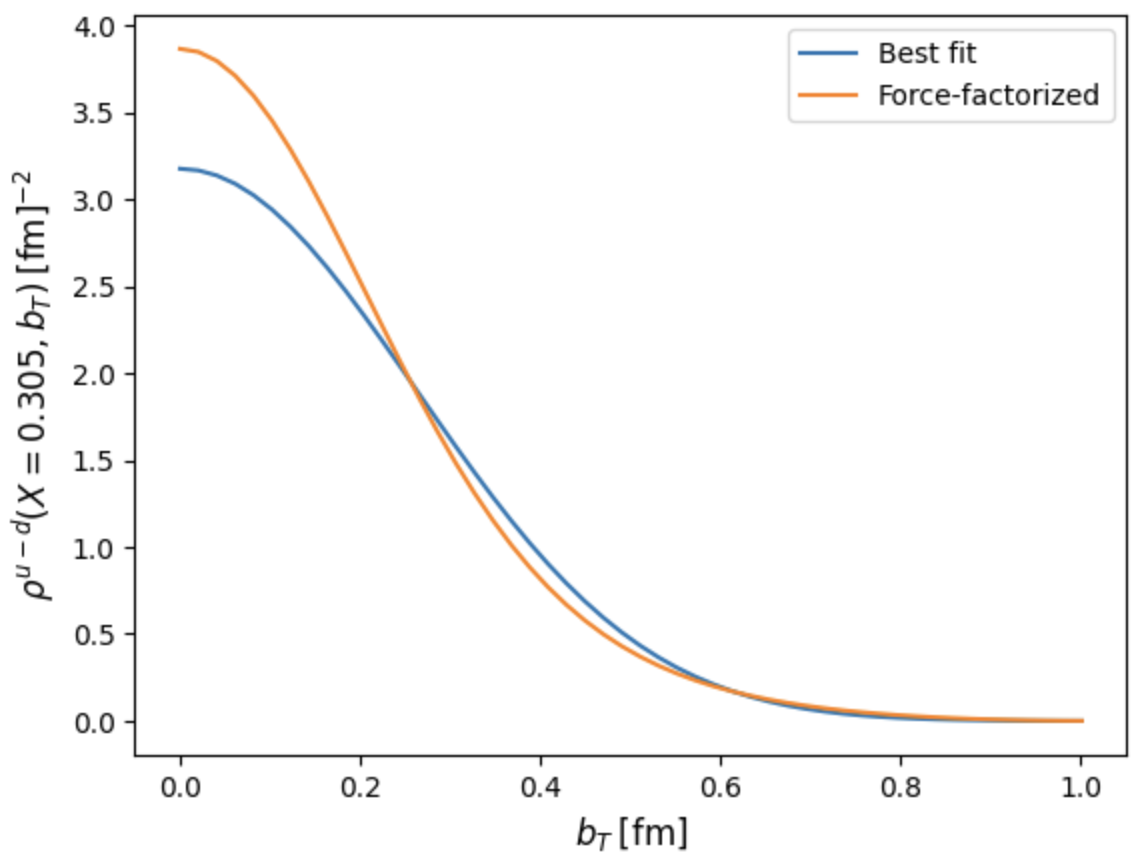 4.0
3.5
3.0
2.5
2.0
1.5
1.0
0.5
0.0
0.0 0.2 0.4 0.6 0.8 1.0
ρ^{u−d}(X = 0.305, b_T) [fm]^{−2}
b_T [fm]
Best fit
Force-factorized